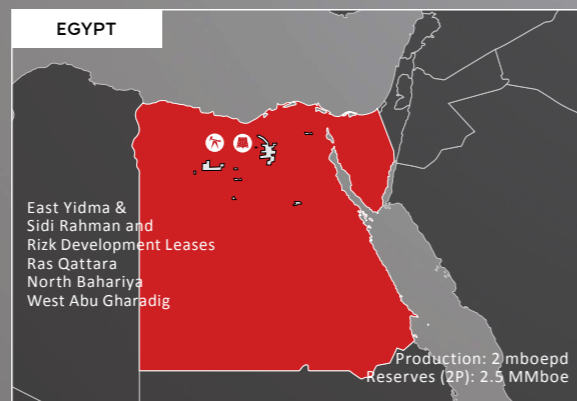 EGYPT
East Yidma &
Sidi Rahman and
Rizk Development Leases
Ras Qattara
North Bahariya
West Abu Gharadig
Production: 2 mboepd
Reserves (2P): 2.5 MMboe